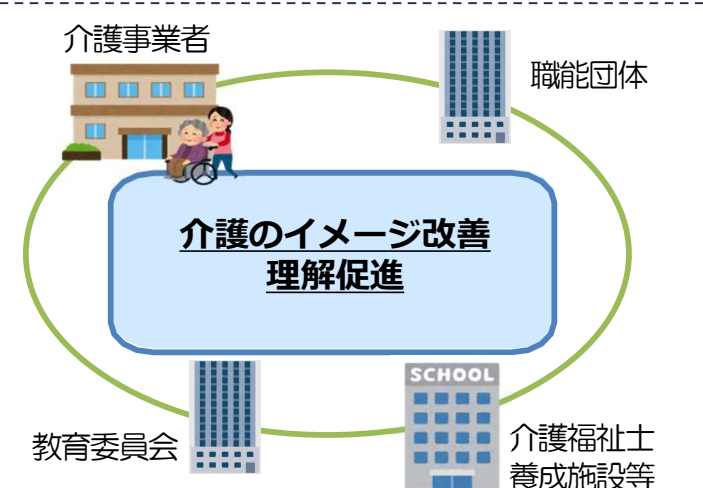 介護事業者
職能団体
介護のイメージ改善
理解促進
SCHOOL
教育委員会
介護福祉士
養成施設等